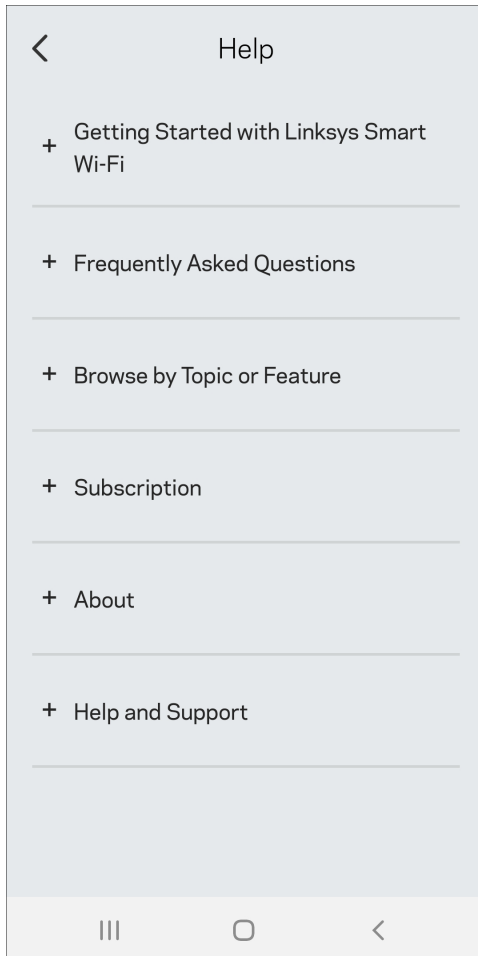 Help
Getting Started with Linksys Smart
Wi-Fi
Frequently Asked Questions
Browse by Topic or Feature
Subscription
About
Help and Support